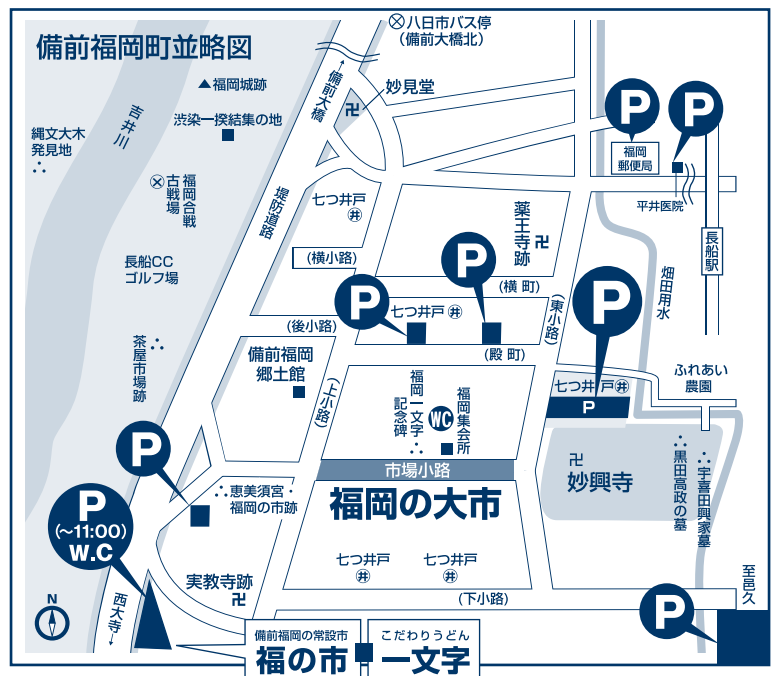 備前福岡町並略図
八日市バス停
(備前大橋北)
←備前大橋
妙見堂
卍
▲福岡城跡
渋染一揆結集の地
吉井川
縄文大木
発見地
福岡合戦
古戦場
長船CC
ゴルフ場
茶屋市場跡
堤防道路
七つ井戸
井
(横小路)
薬王寺跡
卍
P
P
福岡
郵便局
平井医院
長船駅
畑田用水
P
P
P
(横町)
七つ井戸 井
(東小路)
(後小路)
(殿町)
備前福岡
郷土館
(上小路)
福岡一文字
記念碑
WC
福岡集会所
七つ井戸 井
P
ふれあい
農園
市場小路
福岡の大市
卍
妙興寺
黒田高政の墓
宇喜田興家墓
P
恵美須宮・
福岡の市跡
P
(〜11:00)
W.C
七つ井戸
井
七つ井戸
井
実教寺跡
卍
(下小路)
至邑久
P
N
西大寺→
備前福岡の常設市
福の市
こだわりうどん
一文字